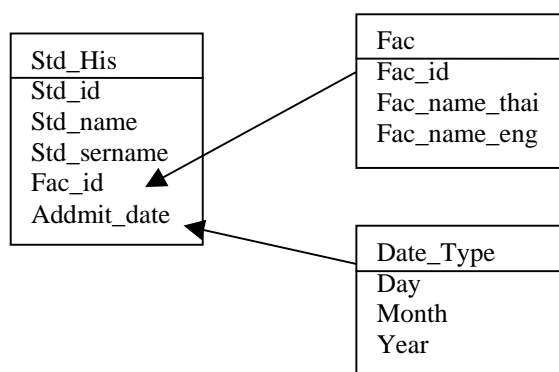 Std_His
Std_id
Std_name
Std_sername
Fac_id
Addmit_date
Fac
Fac_id
Fac_name_thai
Fac_name_eng
Date_Type
Day
Month
Year